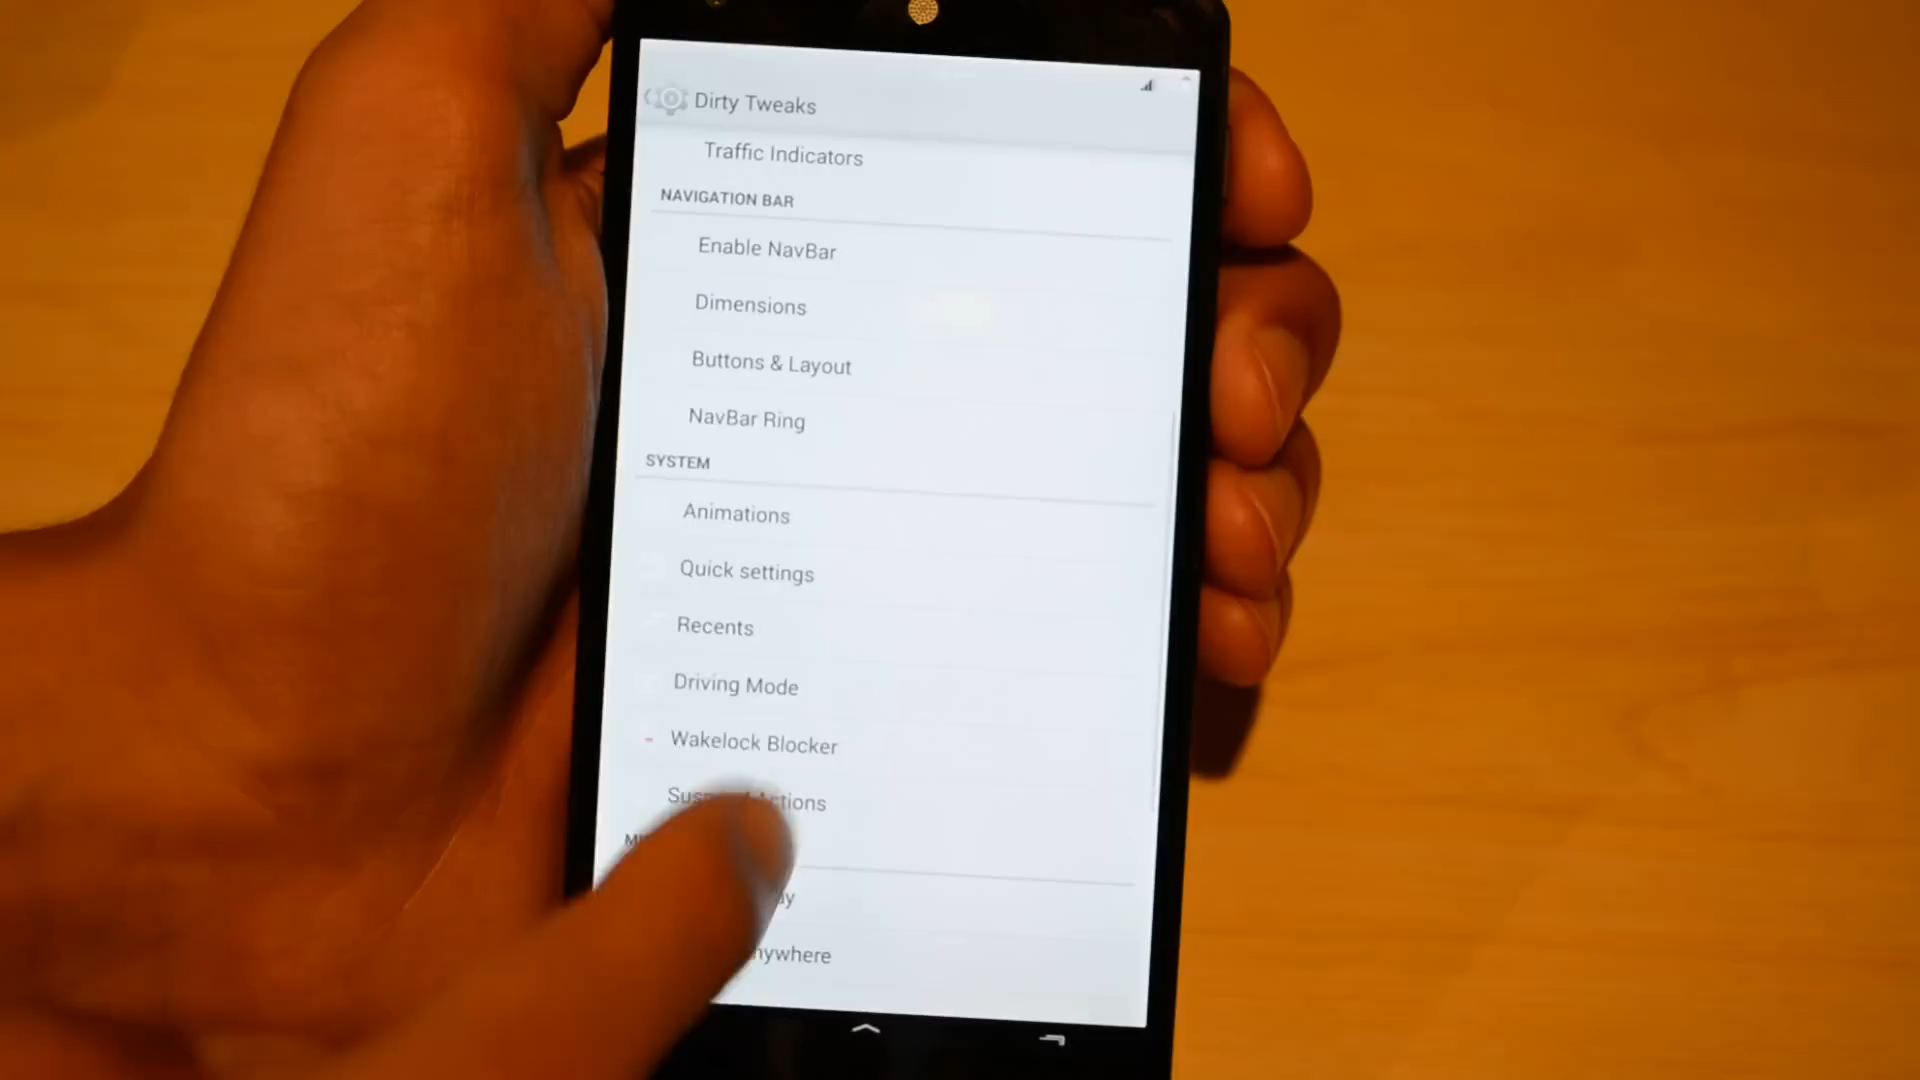 Dirty Tweaks
Traffic Indicators
NAVIGATION BAR
Enable NavBar
Dimensions
Buttons & Layout
NavBar Ring
SYSTEM
Animations
Quick settings
Recents
Driving Mode
Wakelock Blocker